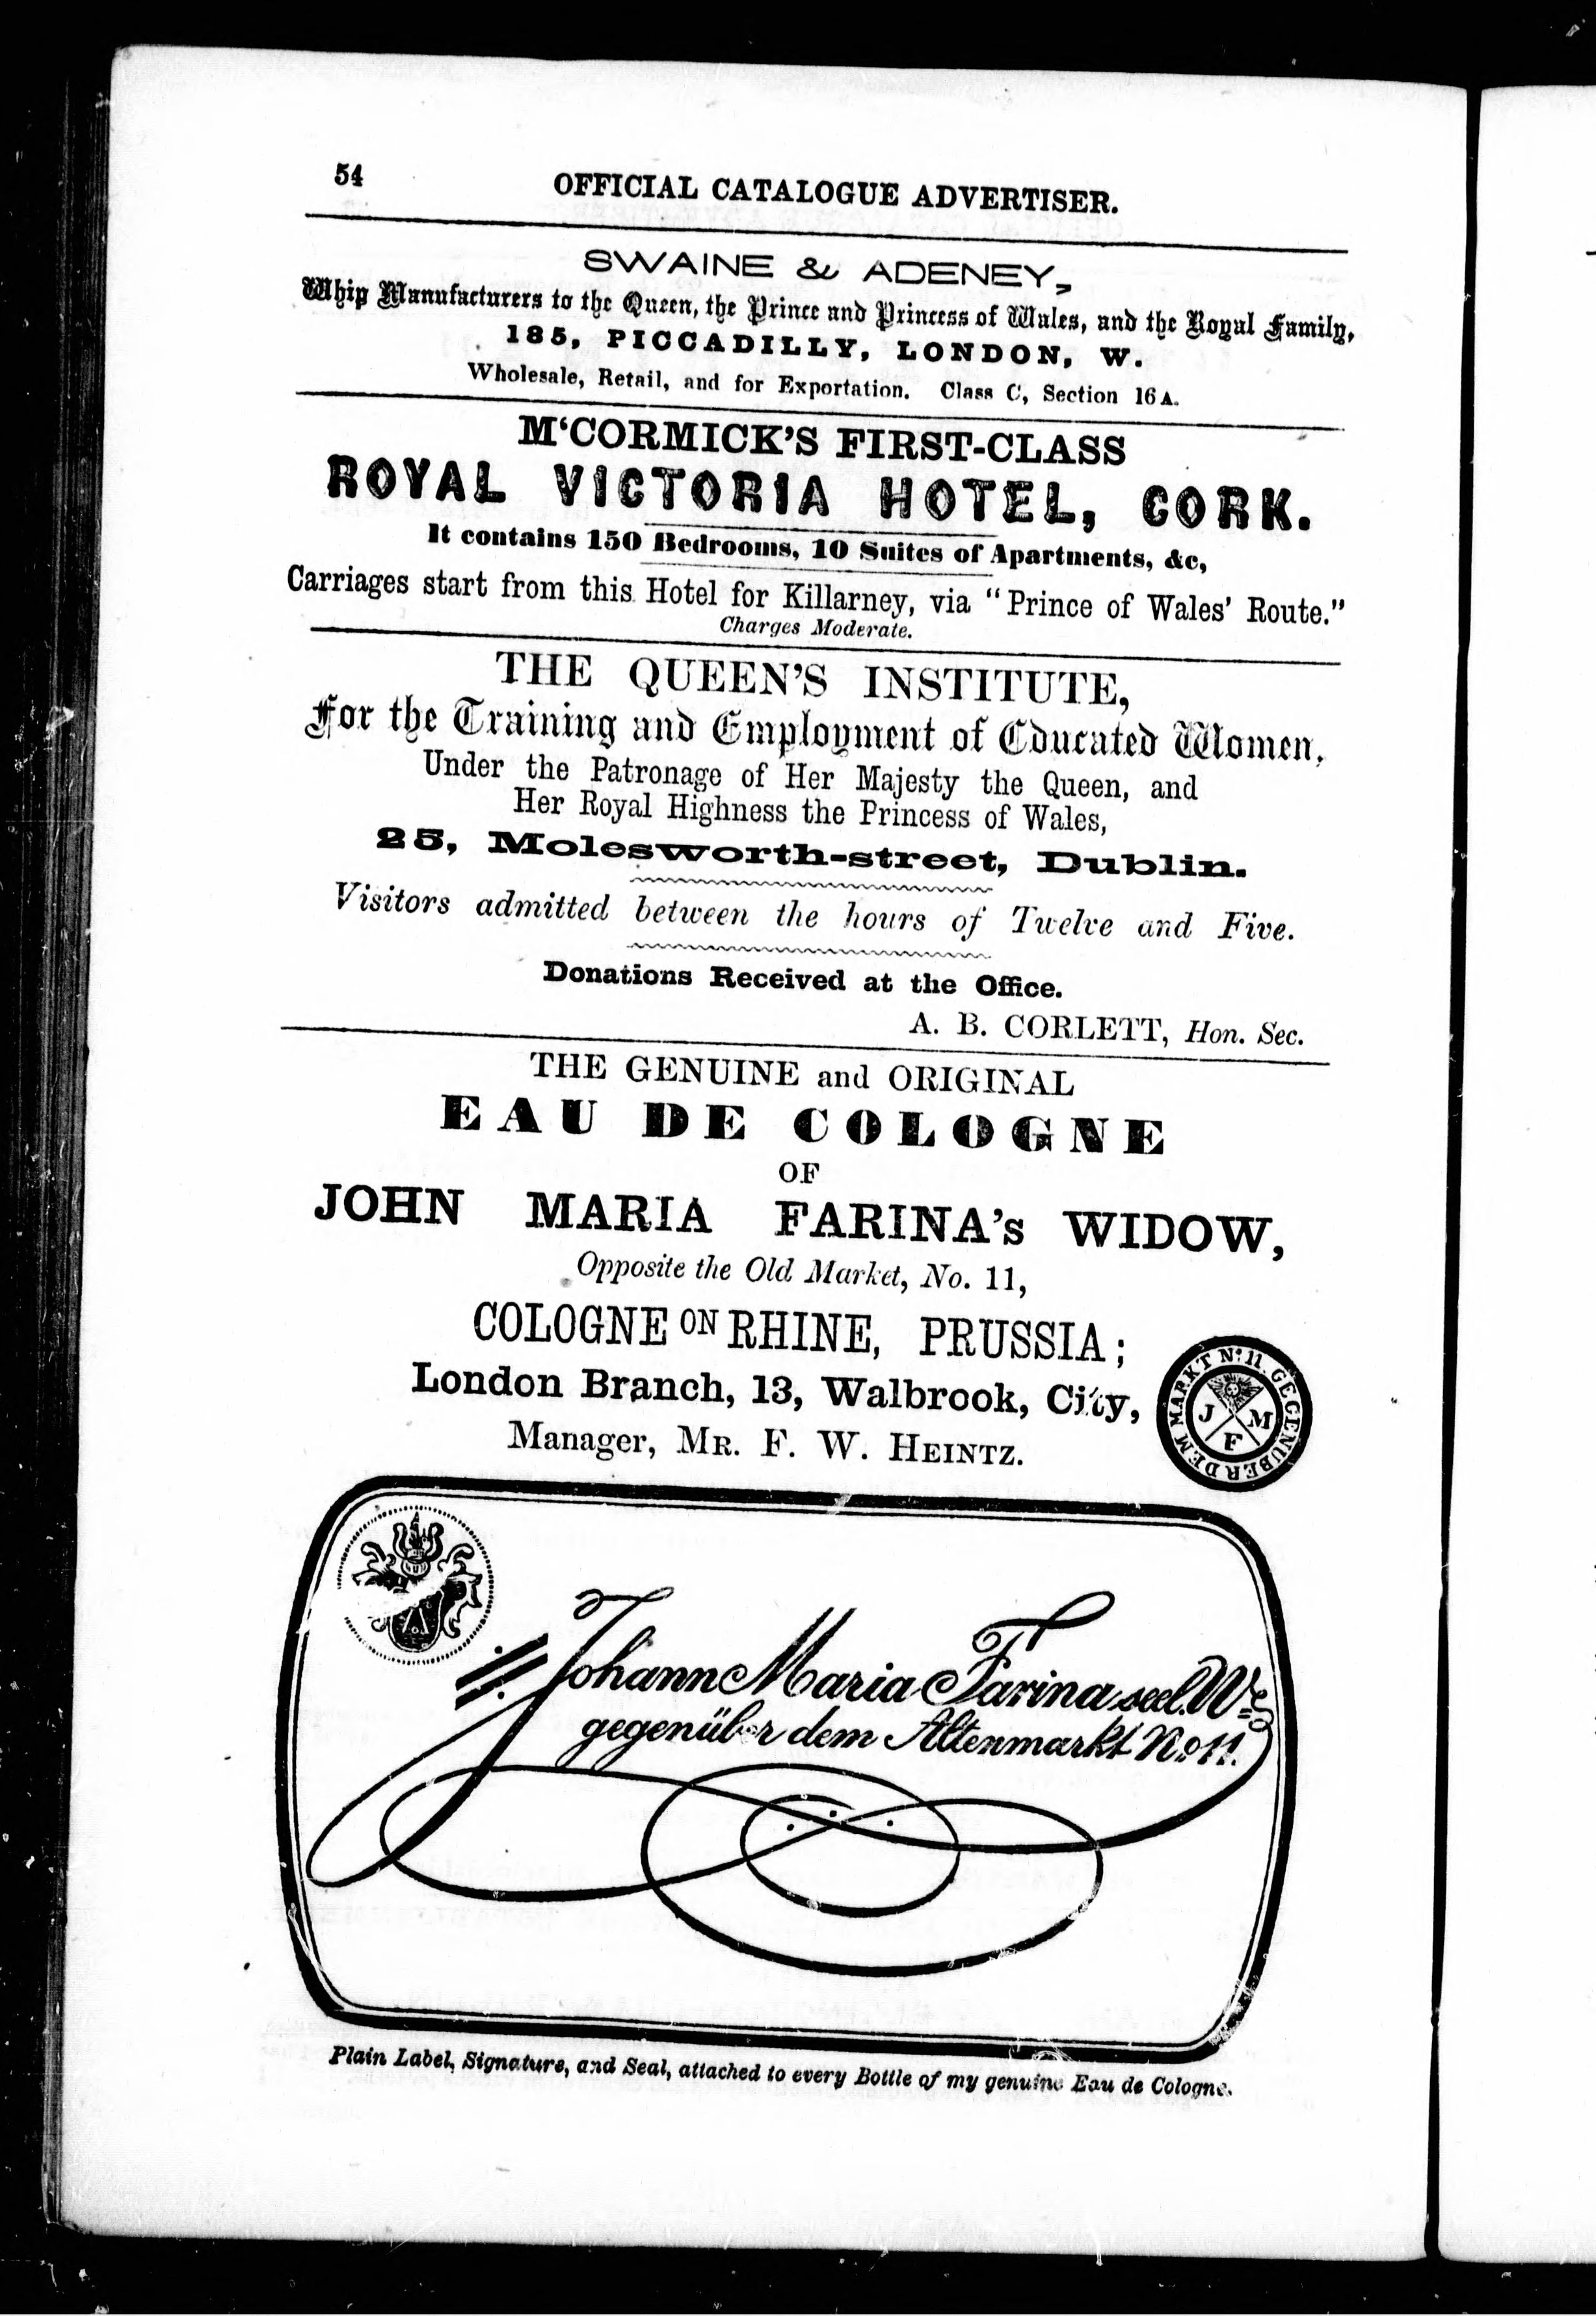 54
OFFICIAL CATALOGUE ADVERTISER.
SWAINE & ADENEY,
Whip Manufacturers to the Queen, the Prince and Princess of Wales, and the Royal Family,
185, PICCADILLY, LONDON, W.
Wholesale, Retail, and for Exportation. Class C, Section 16A.
M‘CORMICK’S FIRST-CLASS
ROYAL VICTORIA HOTEL, CORK.
It contains 150 Bedrooms, 10 Suites of Apartments, &c,
Carriages start from this Hotel for Killarney, via “Prince of Wales’ Route.”
Charges Moderate.
THE QUEEN’S INSTITUTE,
For the Training and Employment of Educated Women,
Under the Patronage of Her Majesty the Queen, and
Her Royal Highness the Princess of Wales,
25, Molesworth-street, Dublin.
Visitors admitted between the hours of Twelve and Five.
Donations Received at the Office.
A. B. CORLETT, Hon. Sec.
THE GENUINE and ORIGINAL
EAU DE COLOGNE
OF
JOHN MARIA FARINA’s WIDOW,
Opposite the Old Market, No. 11,
COLOGNE ON RHINE, PRUSSIA;
London Branch, 13, Walbrook, City,
Manager, MR. F. W. HEINTZ.
GEGENUBER DEM MARKT No. 11.
J M
F
Johann Maria Farina seel. We
gegenüber dem Altenmarkt No 11.
Plain Label, Signature, and Seal, attached to every Bottle of my genuine Eau de Cologne.